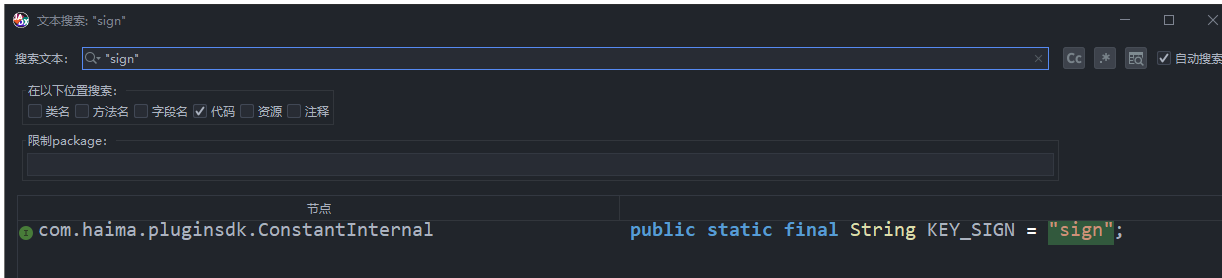 文本搜索: "sign"
搜索文本: "sign" Cc .* 自动搜索
在以下位置搜索:
类名 方法名 字段名 代码 资源 注释
限制package:
节点
com.haima.pluginsdk.ConstantInternal public static final String KEY_SIGN = "sign";